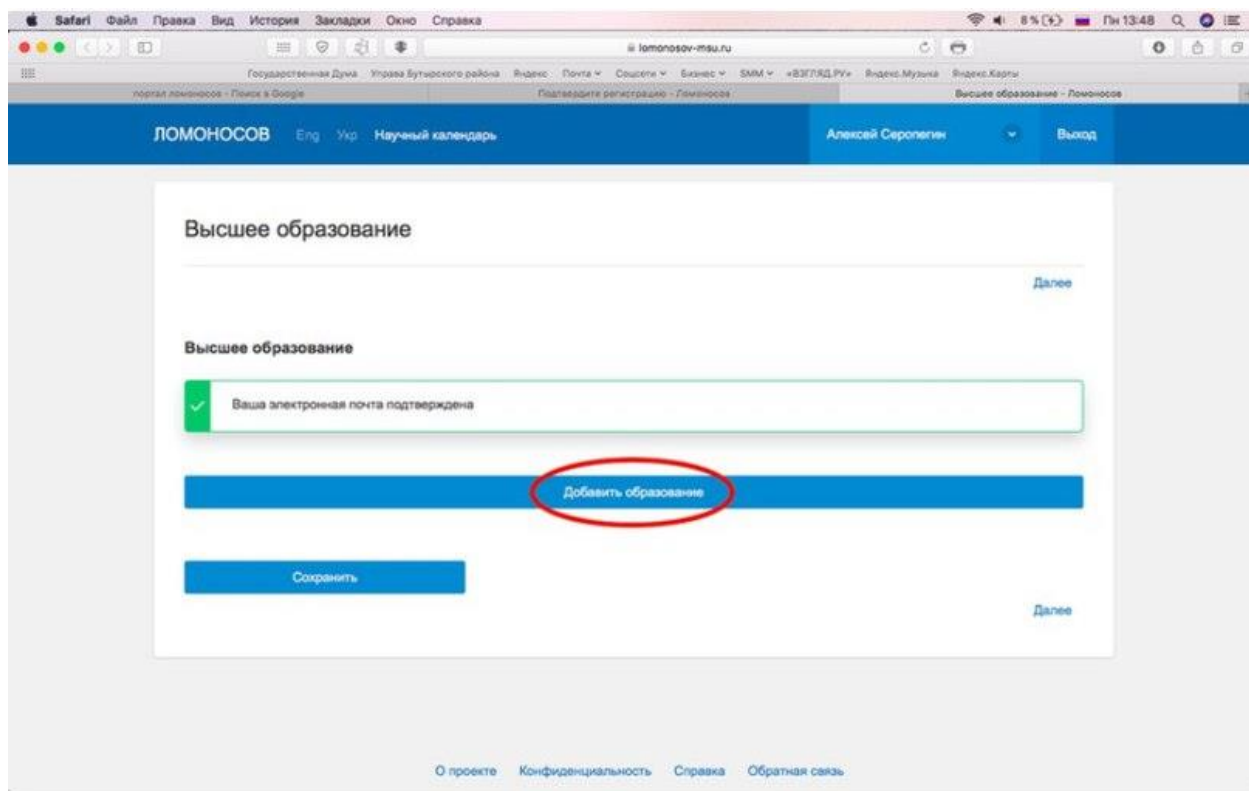 Safari Файл Правка Вид История Закладки Окно Справка 8 % Пн 13:48
lomonosov-msu.ru
Государственная Дума Управа Бутырского района Яндекс Почта Соцсети Бизнес SMM «ВЗГЛЯД.РУ» Яндекс.Музыка Яндекс.Карты
портал ломоносов - Поиск в Google Подтвердите регистрацию - Ломоносов Высшее образование - Ломоносов
ЛОМОНОСОВ Eng Укр Научный календарь Алексей Серопегин Выход
Высшее образование
Далее
Высшее образование
Ваша электронная почта подтверждена
Добавить образование
Сохранить
Далее
О проекте Конфиденциальность Справка Обратная связь